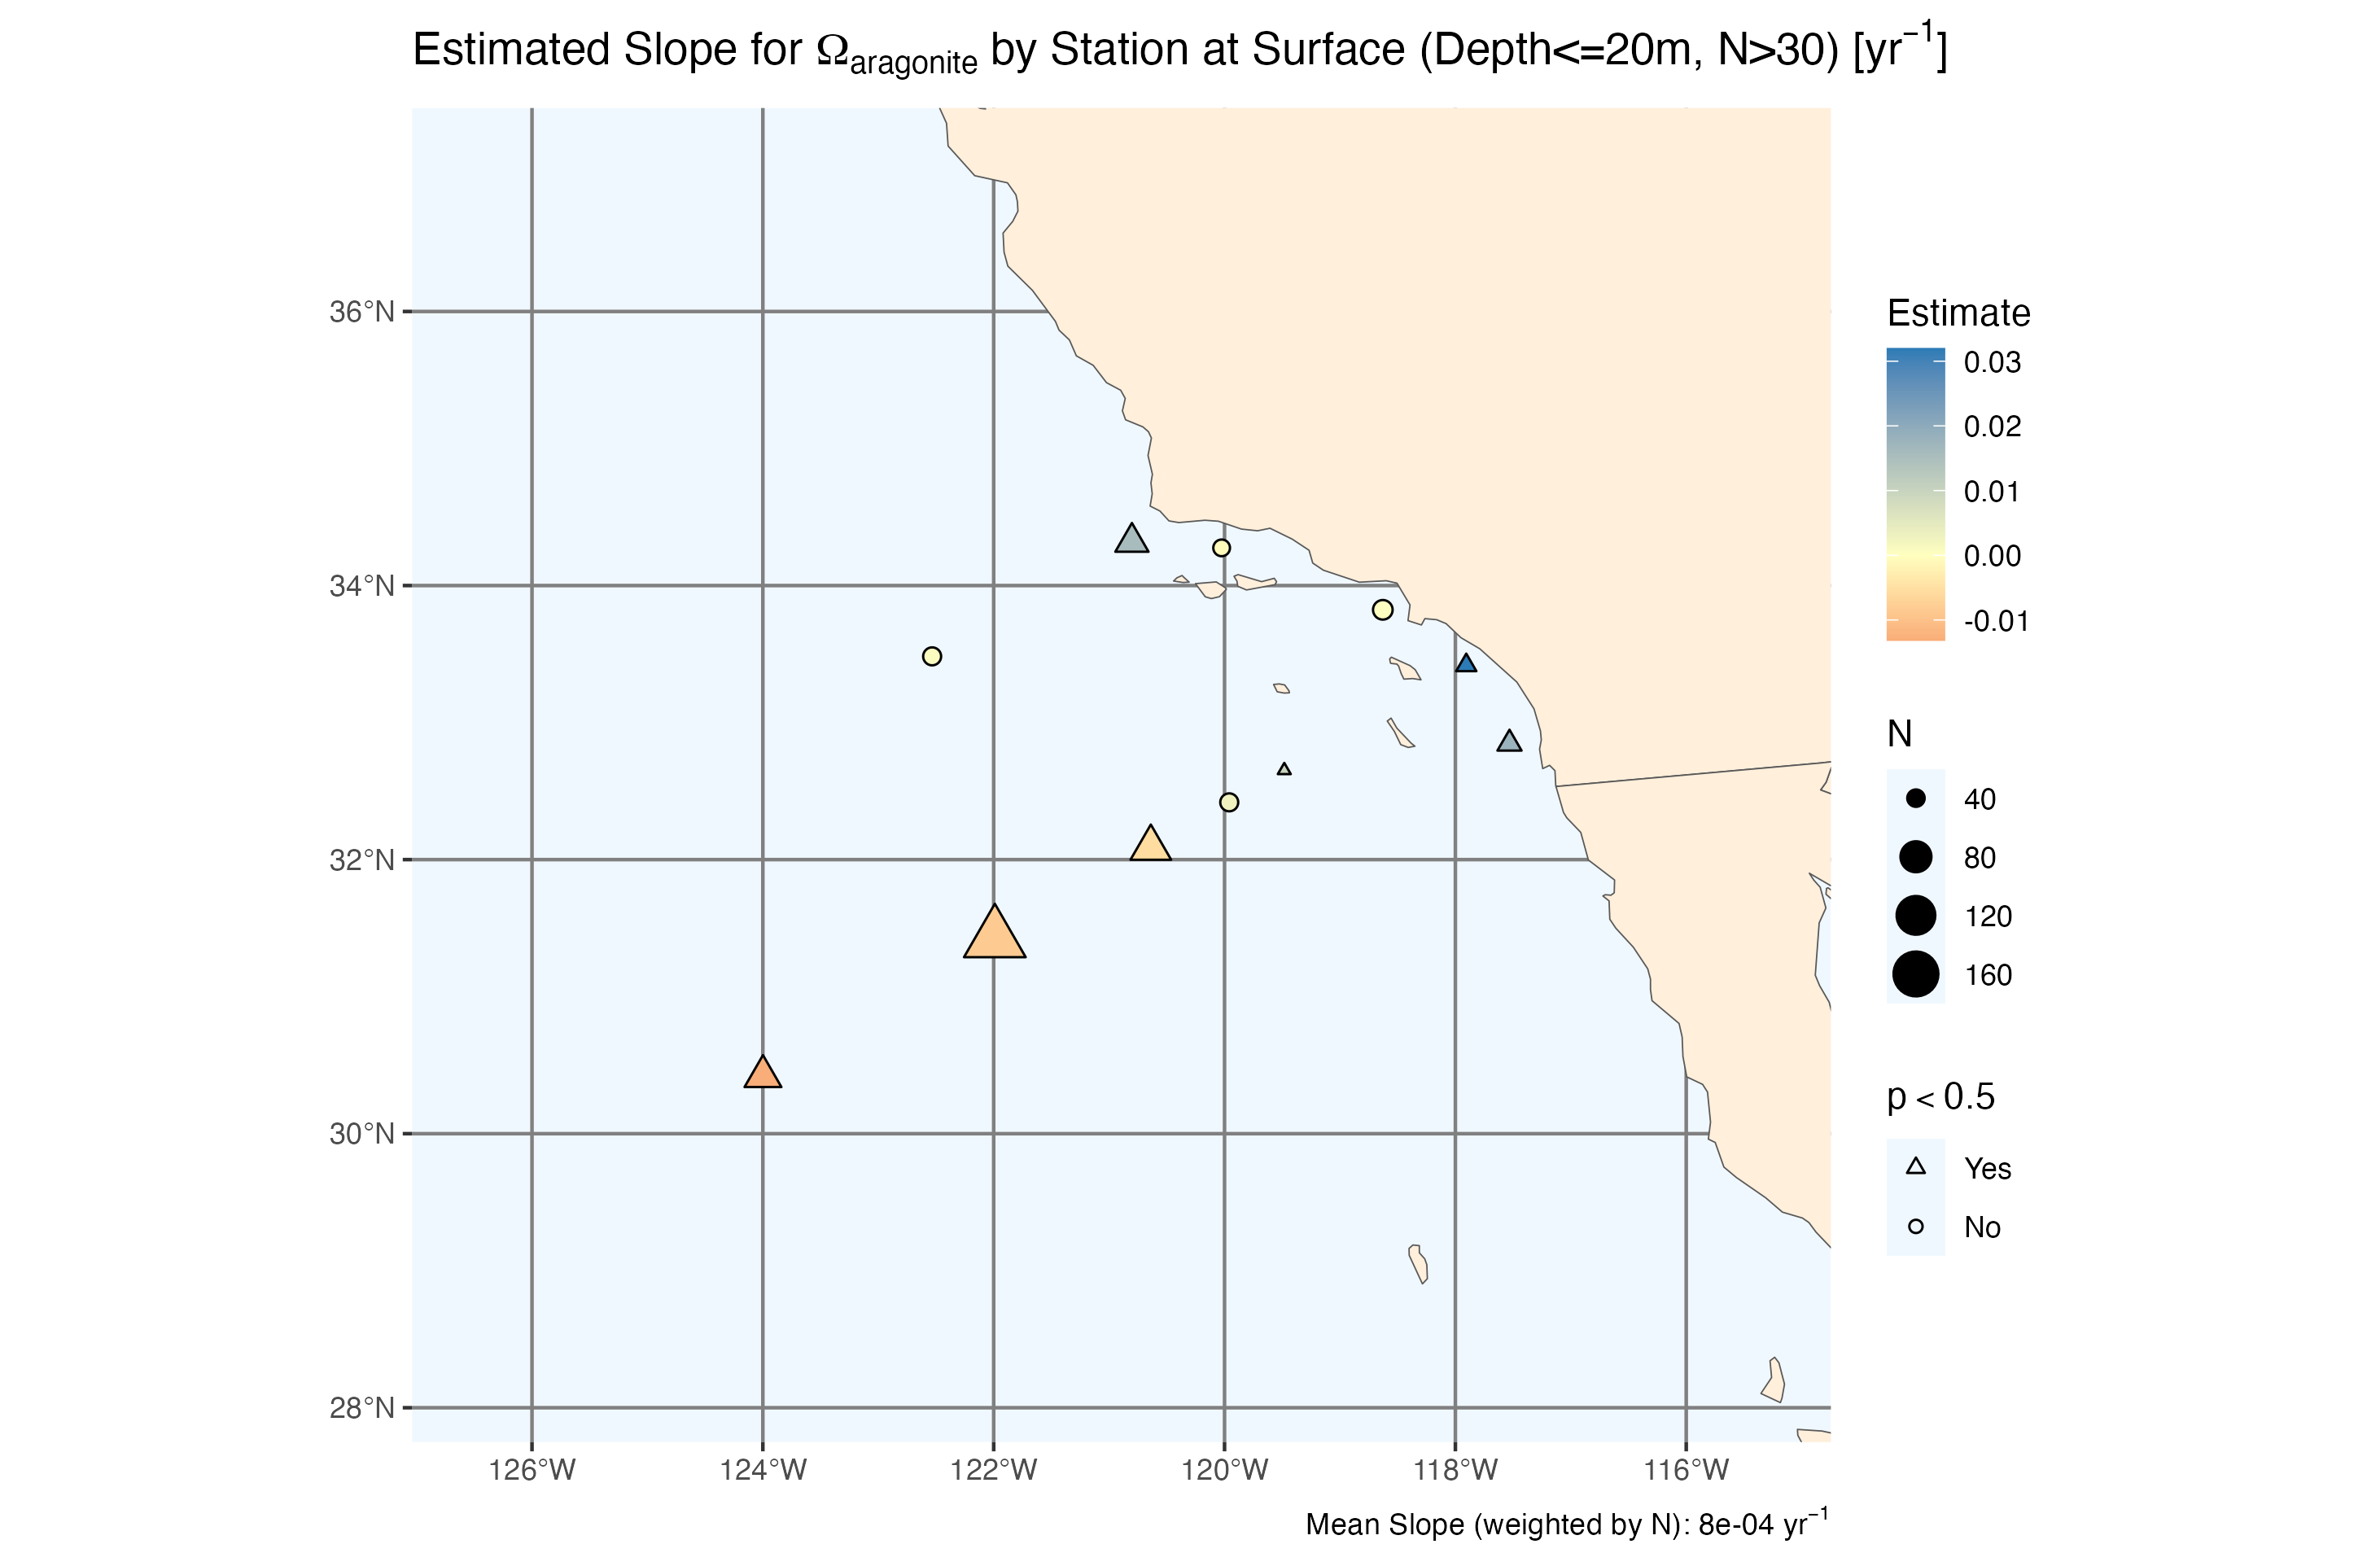 Estimated Slope for Ωaragonite by Station at Surface (Depth<=20m, N>30) [yr⁻¹]
36°N
34°N
32°N
30°N
28°N
126°W
124°W
122°W
120°W
118°W
116°W
Estimate
0.03
0.02
0.01
0.00
-0.01
N
40
80
120
160
p < 0.5
Yes
No
Mean Slope (weighted by N): 8e-04 yr⁻¹